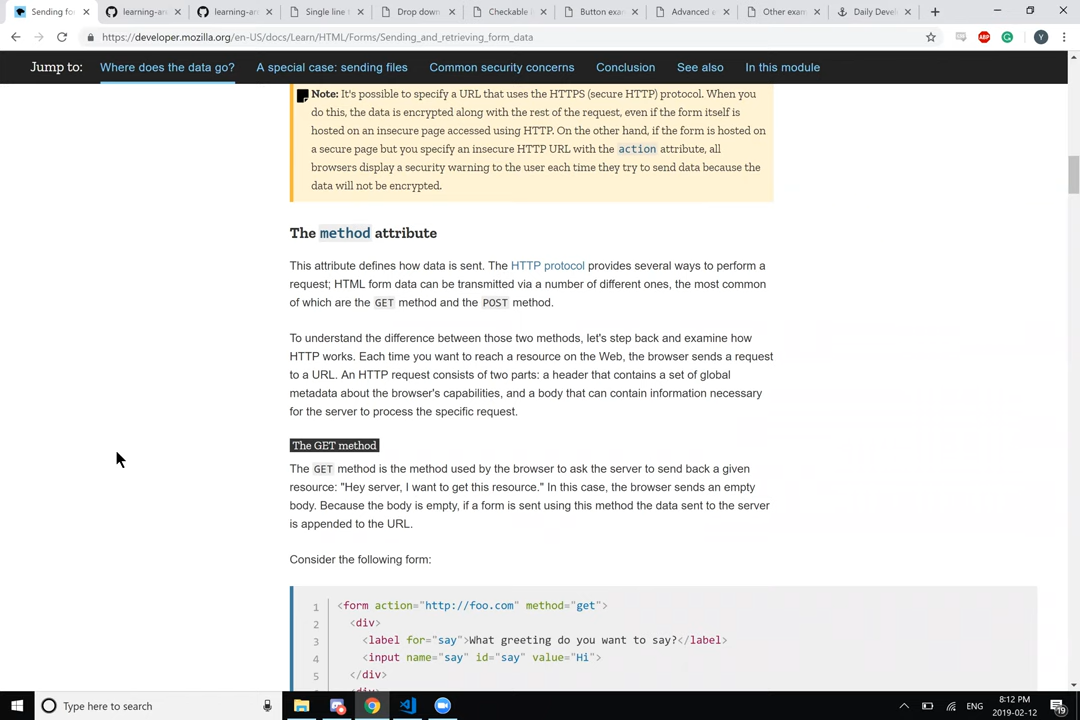 Sending fo
learning-are
learning-are
Single line t
Drop down
Checkable
Button exa
Advanced
Other exam
Daily Devel
https://developer.mozilla.org/en-US/docs/Learn/HTML/Forms/Sending_and_retrieving_form_data
ABP
G
Y
Jump to: Where does the data go? A special case: sending files Common security concerns Conclusion See also In this module
Note: It's possible to specify a URL that uses the HTTPS (secure HTTP) protocol. When you
do this, the data is encrypted along with the rest of the request, even if the form itself is
hosted on an insecure page accessed using HTTP. On the other hand, if the form is hosted on
a secure page but you specify an insecure HTTP URL with the action attribute, all
browsers display a security warning to the user each time they try to send data because the
data will not be encrypted.
The method attribute
This attribute defines how data is sent. The HTTP protocol provides several ways to perform a
request; HTML form data can be transmitted via a number of different ones, the most common
of which are the GET method and the POST method.
To understand the difference between those two methods, let's step back and examine how
HTTP works. Each time you want to reach a resource on the Web, the browser sends a request
to a URL. An HTTP request consists of two parts: a header that contains a set of global
metadata about the browser's capabilities, and a body that can contain information necessary
for the server to process the specific request.
The GET method
The GET method is the method used by the browser to ask the server to send back a given
resource: "Hey server, I want to get this resource." In this case, the browser sends an empty
body. Because the body is empty, if a form is sent using this method the data sent to the server
is appended to the URL.
Consider the following form:
1 <form action="http://foo.com" method="get">
2 <div>
3 <label for="say">What greeting do you want to say?</label>
4 <input name="say" id="say" value="Hi">
5 </div>
Type here to search
ENG
8:12 PM
2019-02-12
19